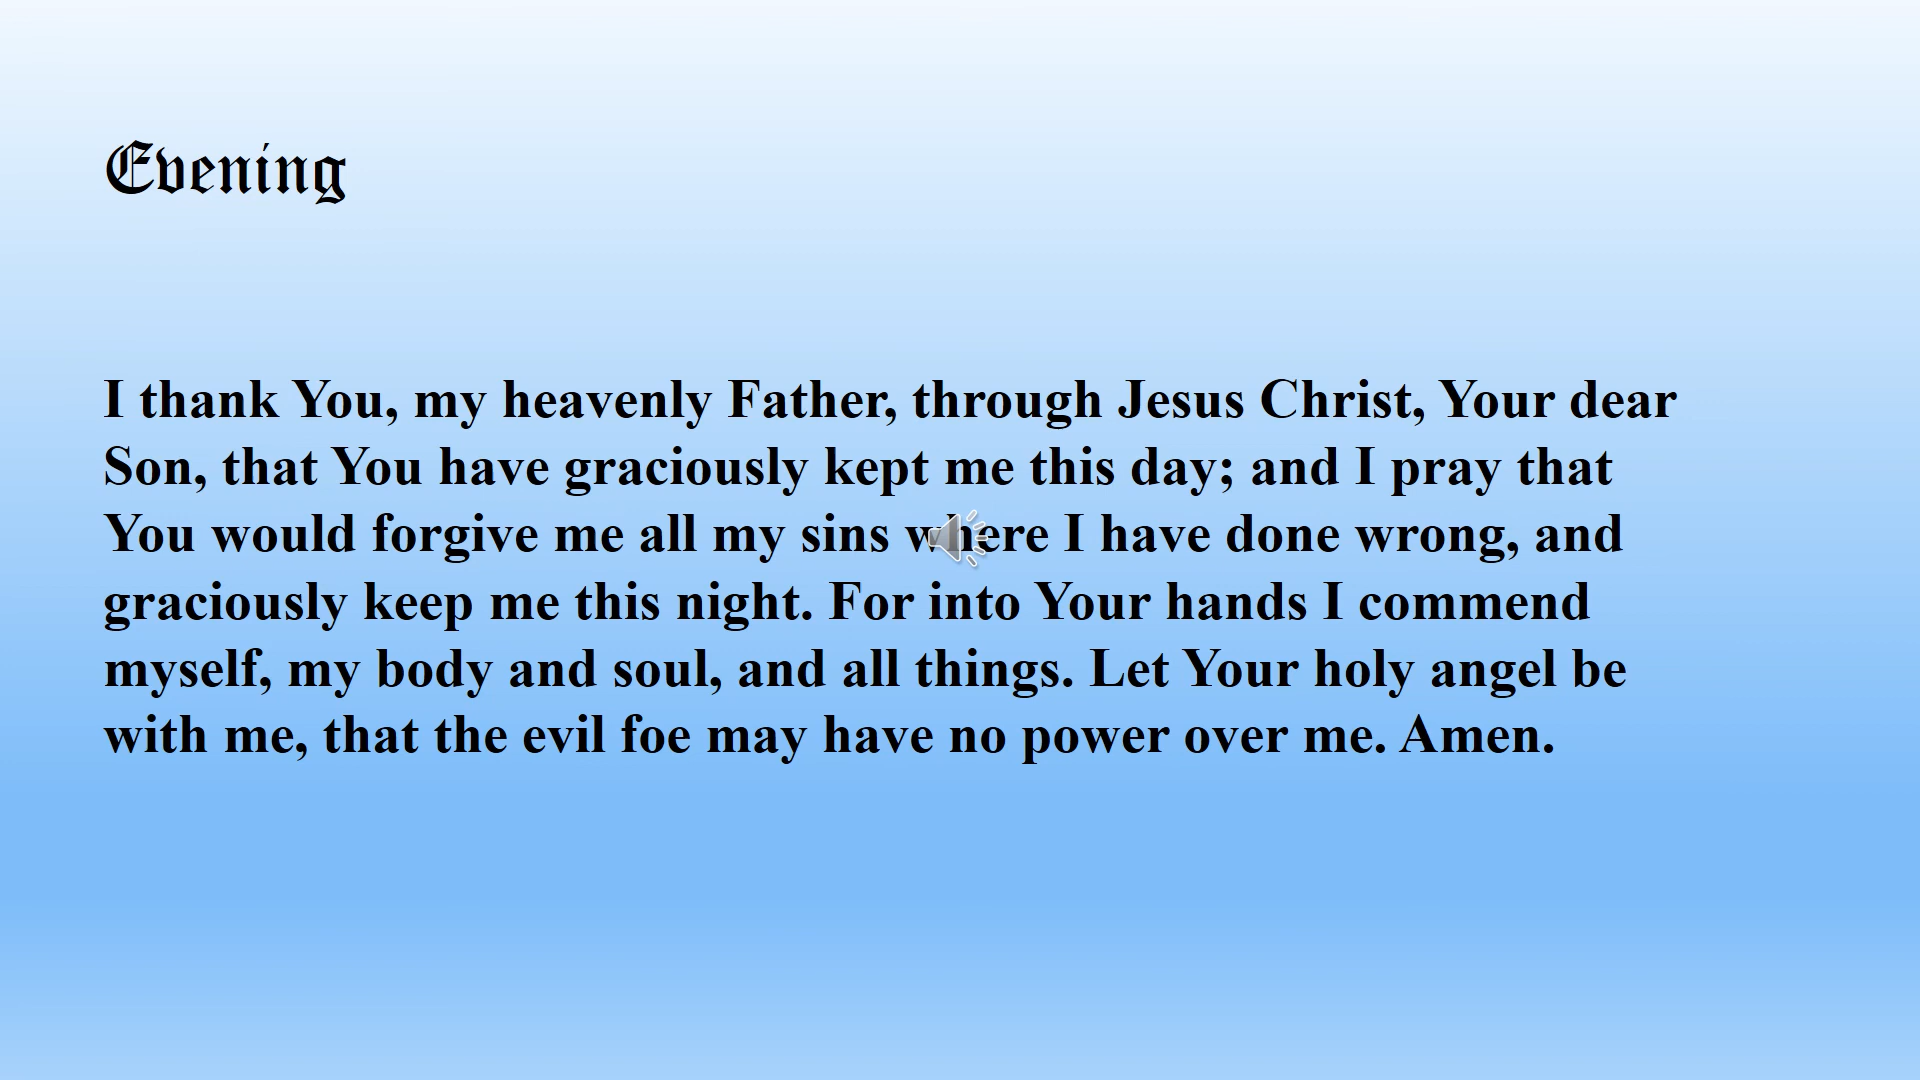 Evening
I thank You, my heavenly Father, through Jesus Christ, Your dear
Son, that You have graciously kept me this day; and I pray that
You would forgive me all my sins where I have done wrong, and
graciously keep me this night. For into Your hands I commend
myself, my body and soul, and all things. Let Your holy angel be
with me, that the evil foe may have no power over me. Amen.